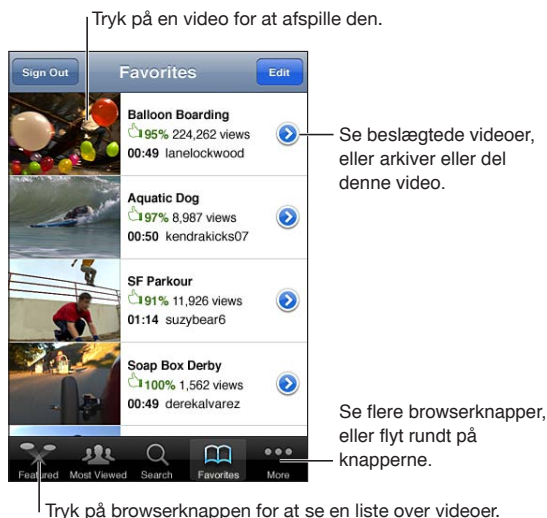 Tryk på en video for at afspille den.
Sign Out
Favorites
Edit
Balloon Boarding
95% 224,262 views
00:49 lanelockwood
Se beslægtede videoer,
eller arkiver eller del
denne video.
Aquatic Dog
97% 8,987 views
00:50 kendrakicks07
SF Parkour
91% 11,926 views
01:14 suzybear6
Soap Box Derby
100% 1,562 views
00:49 derekalvarez
Se flere browserknapper,
eller flyt rundt på
knapperne.
Featured
Most Viewed
Search
Favorites
More
Tryk på browserknappen for at se en liste over videoer.